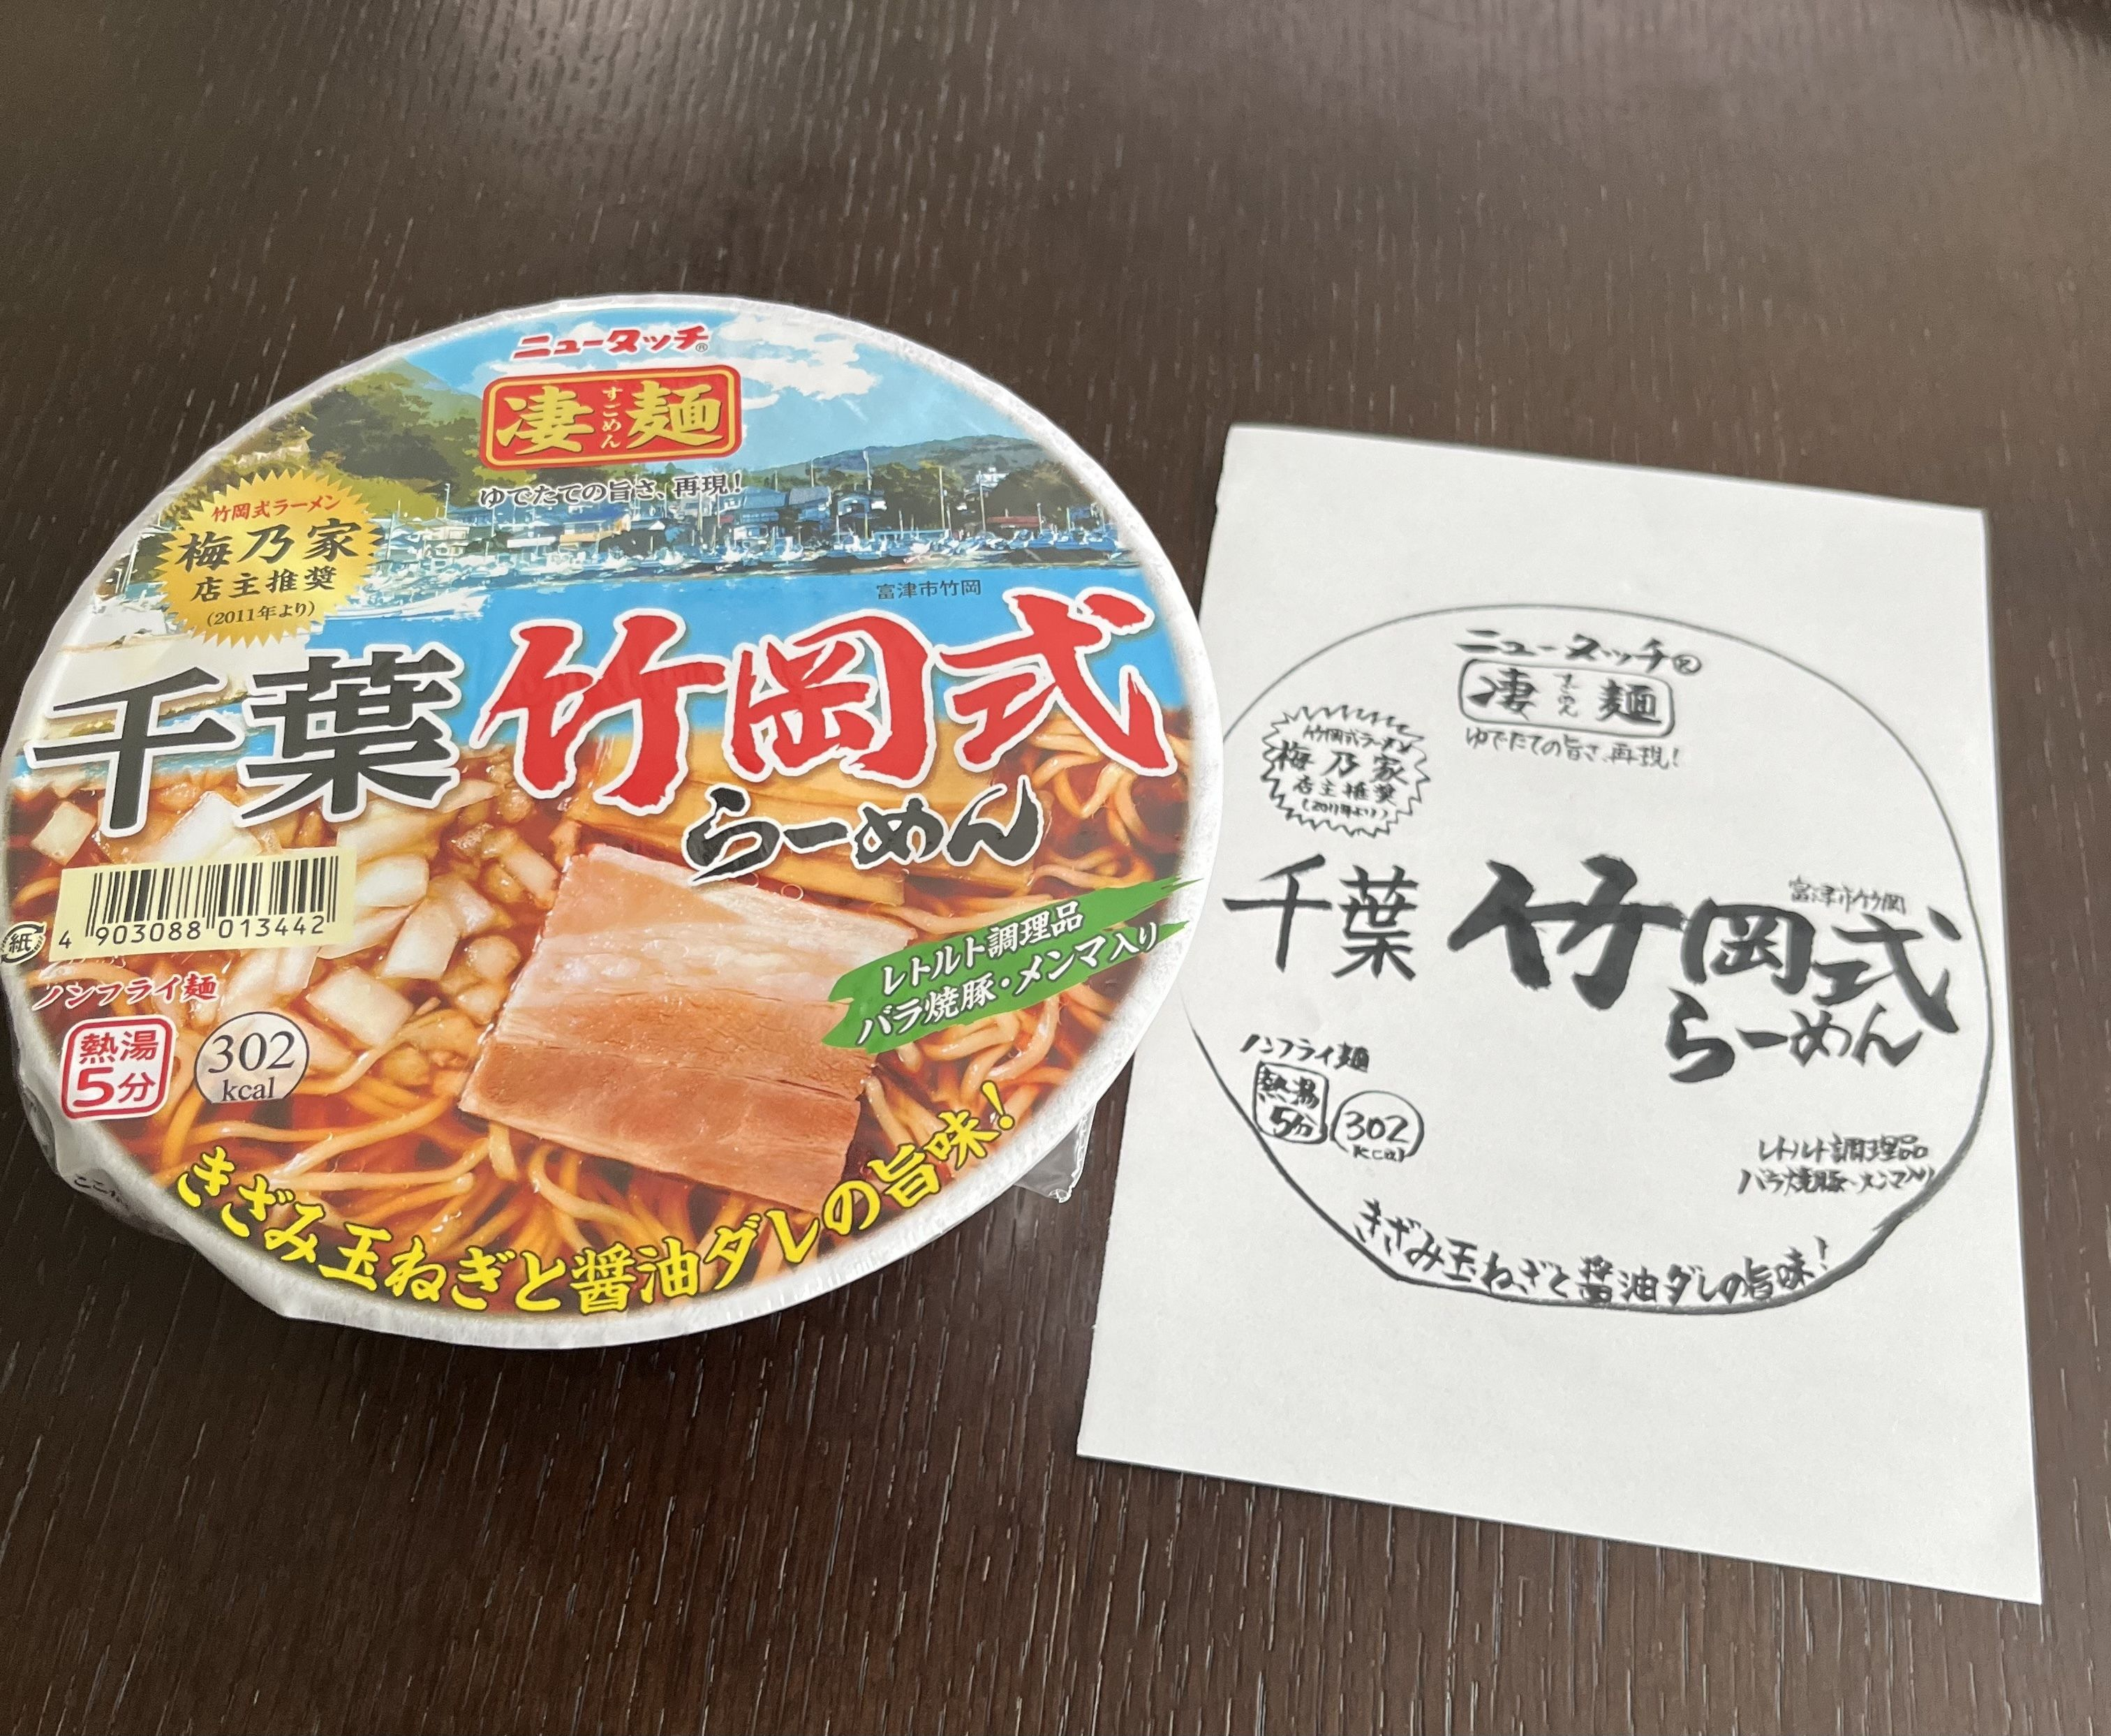 ニュータッチ®
凄麺
すごめん
ゆでたての旨さ、再現!
竹岡式ラーメン
梅乃家
店主推奨
(2011年より)
富津市竹岡
千葉 竹岡式
らーめん
レトルト調理品
バラ焼豚・メンマ入り
4 903088 013442
紙
ノンフライ麺
熱湯
5分
302
kcal
きざみ玉ねぎと醤油ダレの旨味!
ニュータッチ®
凄麺
すごめん
ゆでたての旨さ、再現!
竹岡式ラーメン
梅乃家
店主推奨
(2011年より)
富津市竹岡
千葉 竹岡式
らーめん
ノンフライ麺
熱湯
5分
302
kcal
レトルト調理品
バラ焼豚・メンマ入り
きざみ玉ねぎと醤油ダレの旨味!